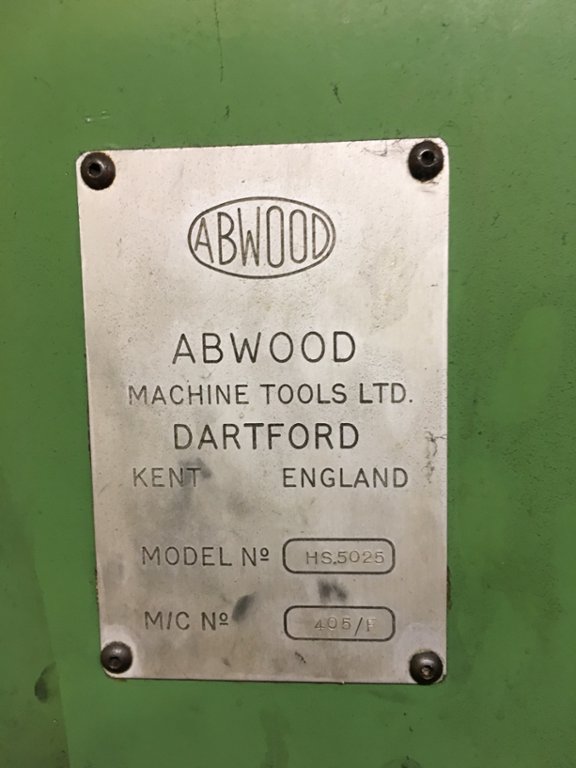 ABWOOD
ABWOOD
MACHINE TOOLS LTD.
DARTFORD
KENT ENGLAND
MODEL Nº HS.5025
M/C Nº 405/F